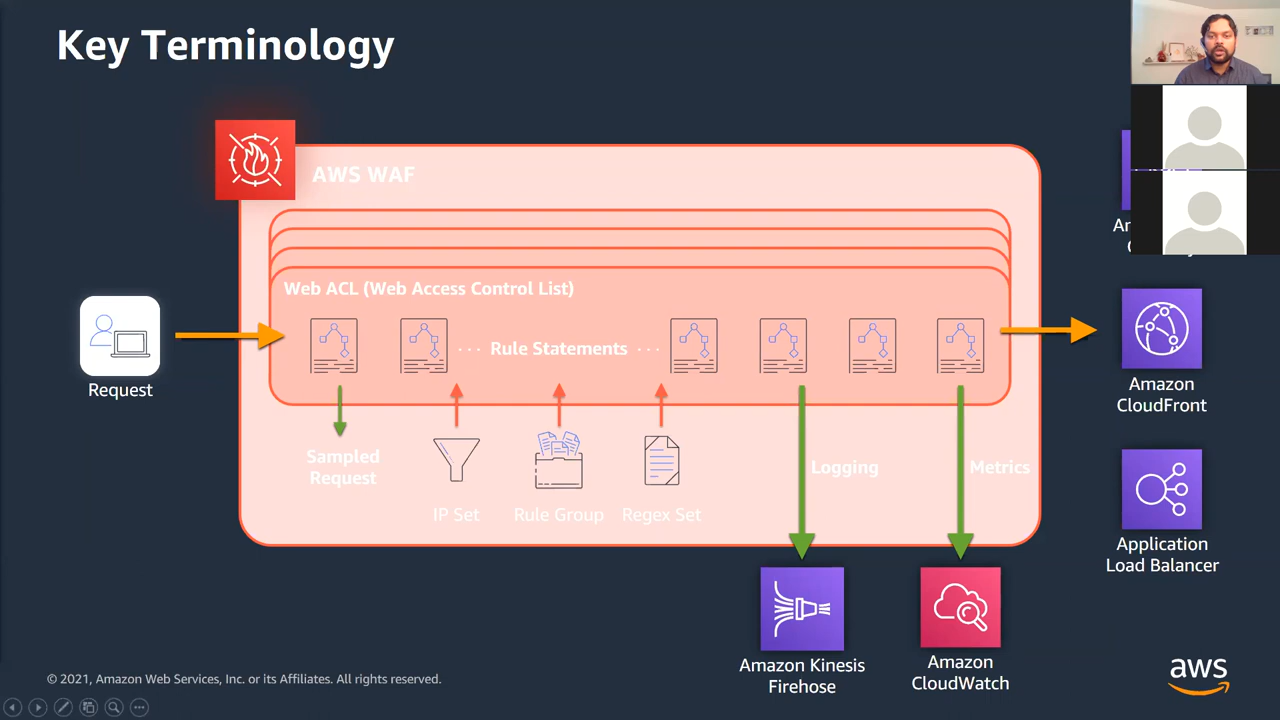 Key Terminology
AWS WAF
Web ACL (Web Access Control List)
··· Rule Statements ···
Request
Sampled
Request
IP Set
Rule Group
Regex Set
Logging
Metrics
Amazon
CloudFront
Application
Load Balancer
Amazon Kinesis
Firehose
Amazon
CloudWatch
© 2021, Amazon Web Services, Inc. or its Affiliates. All rights reserved.
aws